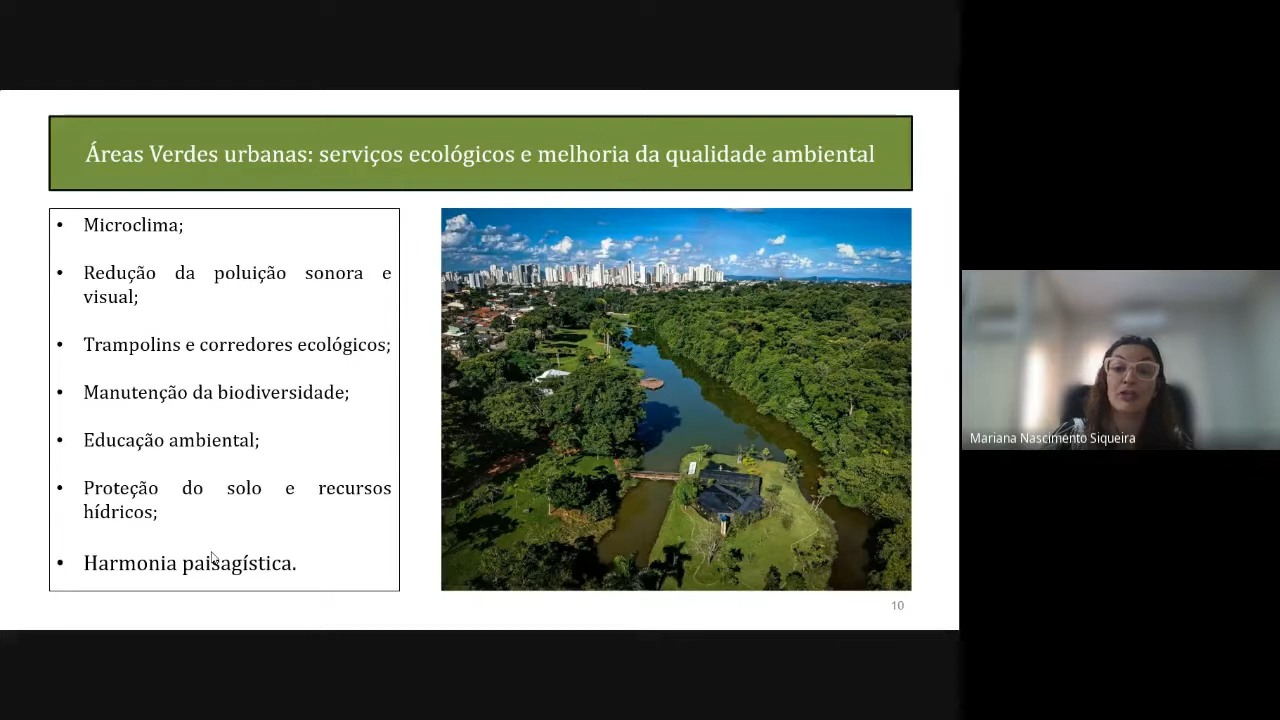 Áreas Verdes urbanas: serviços ecológicos e melhoria da qualidade ambiental
• Microclima;
• Redução da poluição sonora e
visual;
• Trampolins e corredores ecológicos;
• Manutenção da biodiversidade;
• Educação ambiental;
• Proteção do solo e recursos
hídricos;
• Harmonia paisagística.
10
Mariana Nascimento Siqueira